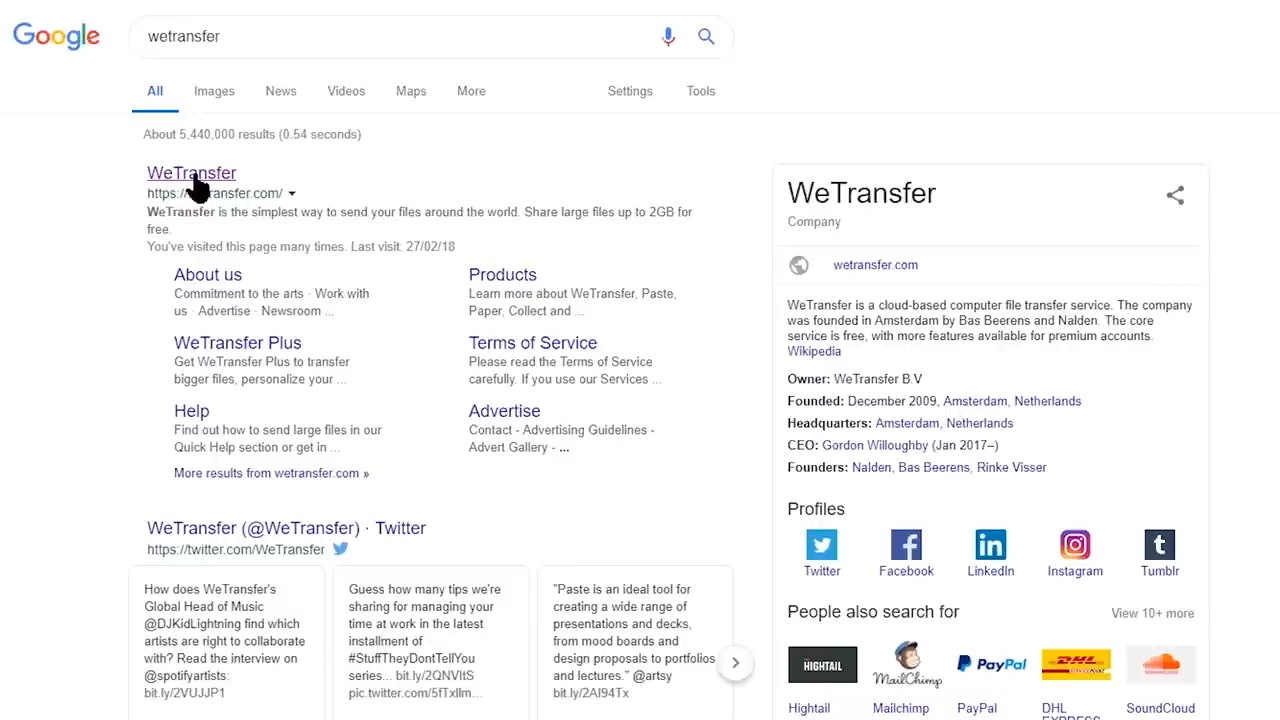 Google
wetransfer
All Images News Videos Maps More Settings Tools
About 5,440,000 results (0.54 seconds)
WeTransfer
https://
ransfer.com/
WeTransfer is the simplest way to send your files around the world. Share large files up to 2GB for
free.
You've visited this page many times. Last visit: 27/02/18
About us
Commitment to the arts · Work with
us · Advertise · Newsroom ...
Products
Learn more about WeTransfer, Paste,
Paper, Collect and ...
WeTransfer Plus
Get WeTransfer Plus to transfer
bigger files, personalize your ...
Terms of Service
Please read the Terms of Service
carefully. If you use our Services ...
Help
Find out how to send large files in our
Quick Help section or get in ...
Advertise
Contact - Advertising Guidelines -
Advert Gallery - ...
More results from wetransfer.com »
WeTransfer (@WeTransfer) · Twitter
https://twitter.com/WeTransfer
How does WeTransfer's
Global Head of Music
@DJKidLightning find which
artists are right to collaborate
with? Read the interview on
@spotifyartists:
bit.ly/2VUJJP1
Guess how many tips we're
sharing for managing your
time at work in the latest
installment of
#StuffTheyDontTellYou
series... bit.ly/2QNVltS
pic.twitter.com/5fTxllm...
"Paste is an ideal tool for
creating a wide range of
presentations and decks,
from mood boards and
design proposals to portfolios
and lectures." @artsy
bit.ly/2Al94Tx
WeTransfer
Company
wetransfer.com
WeTransfer is a cloud-based computer file transfer service. The company
was founded in Amsterdam by Bas Beerens and Nalden. The core
service is free, with more features available for premium accounts.
Wikipedia
Owner: WeTransfer B.V
Founded: December 2009, Amsterdam, Netherlands
Headquarters: Amsterdam, Netherlands
CEO: Gordon Willoughby (Jan 2017–)
Founders: Nalden, Bas Beerens, Rinke Visser
Profiles
Twitter Facebook LinkedIn Instagram Tumblr
People also search for View 10+ more
HIGHTAIL MailChimp PayPal DHL
Hightail Mailchimp PayPal DHL SoundCloud
EXPRESS